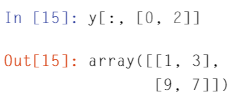 In [15]: y[:, [0, 2]]
Out[15]: array([[1, 3],
                [9, 7]])